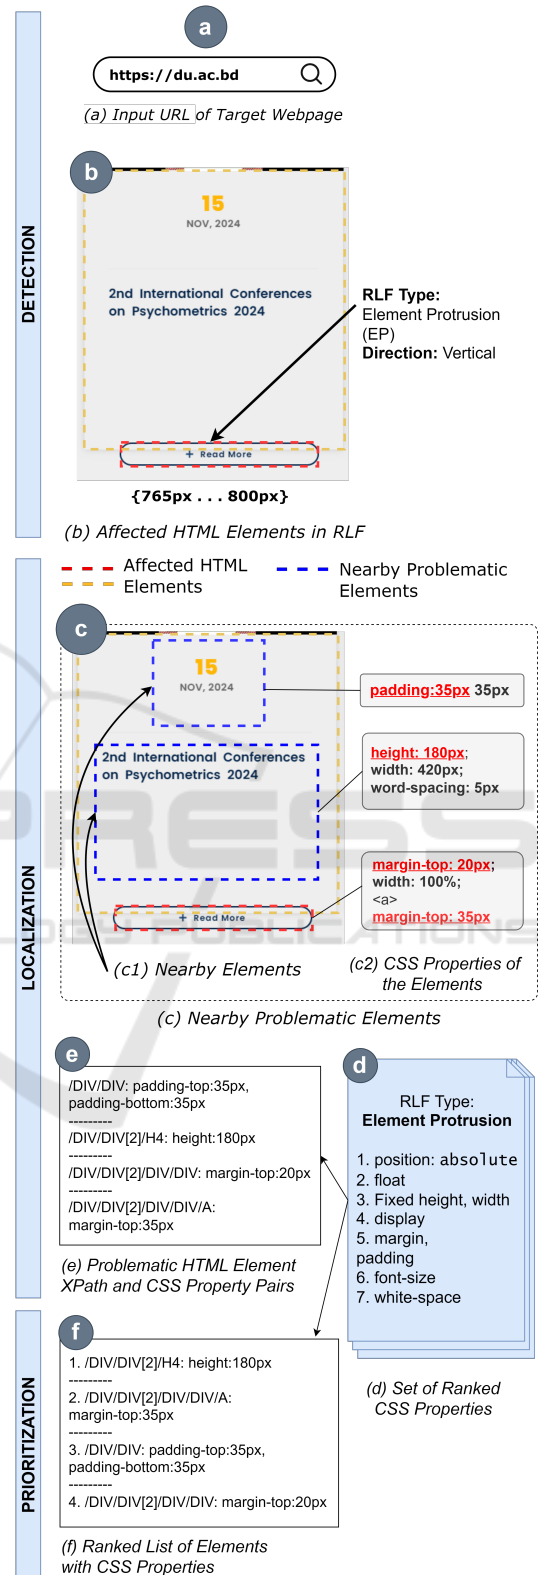 DETECTION
a
https://du.ac.bd
(a) Input URL of Target Webpage
b
15
NOV, 2024
2nd International Conferences
on Psychometrics 2024
+ Read More
RLF Type:
Element Protrusion
(EP)
Direction: Vertical
{765px . . . 800px}
(b) Affected HTML Elements in RLF
LOCALIZATION
Affected HTML
Elements
Nearby Problematic
Elements
c
15
NOV, 2024
2nd International Conferences
on Psychometrics 2024
+ Read More
padding:35px 35px
height: 180px;
width: 420px;
word-spacing: 5px
margin-top: 20px;
width: 100%;
<a>
margin-top: 35px
(c1) Nearby Elements
(c2) CSS Properties of
the Elements
(c) Nearby Problematic Elements
e
/DIV/DIV: padding-top:35px,
padding-bottom:35px
---------
/DIV/DIV[2]/H4: height:180px
---------
/DIV/DIV[2]/DIV/DIV: margin-top:20px
---------
/DIV/DIV[2]/DIV/DIV/A:
margin-top:35px
(e) Problematic HTML Element
XPath and CSS Property Pairs
d
RLF Type:
Element Protrusion
1. position: absolute
2. float
3. Fixed height, width
4. display
5. margin,
padding
6. font-size
7. white-space
(d) Set of Ranked
CSS Properties
PRIORITIZATION
f
1. /DIV/DIV[2]/H4: height:180px
---------
2. /DIV/DIV[2]/DIV/DIV/A:
margin-top:35px
---------
3. /DIV/DIV: padding-top:35px,
padding-bottom:35px
---------
4. /DIV/DIV[2]/DIV/DIV: margin-top:20px
(f) Ranked List of Elements
with CSS Properties